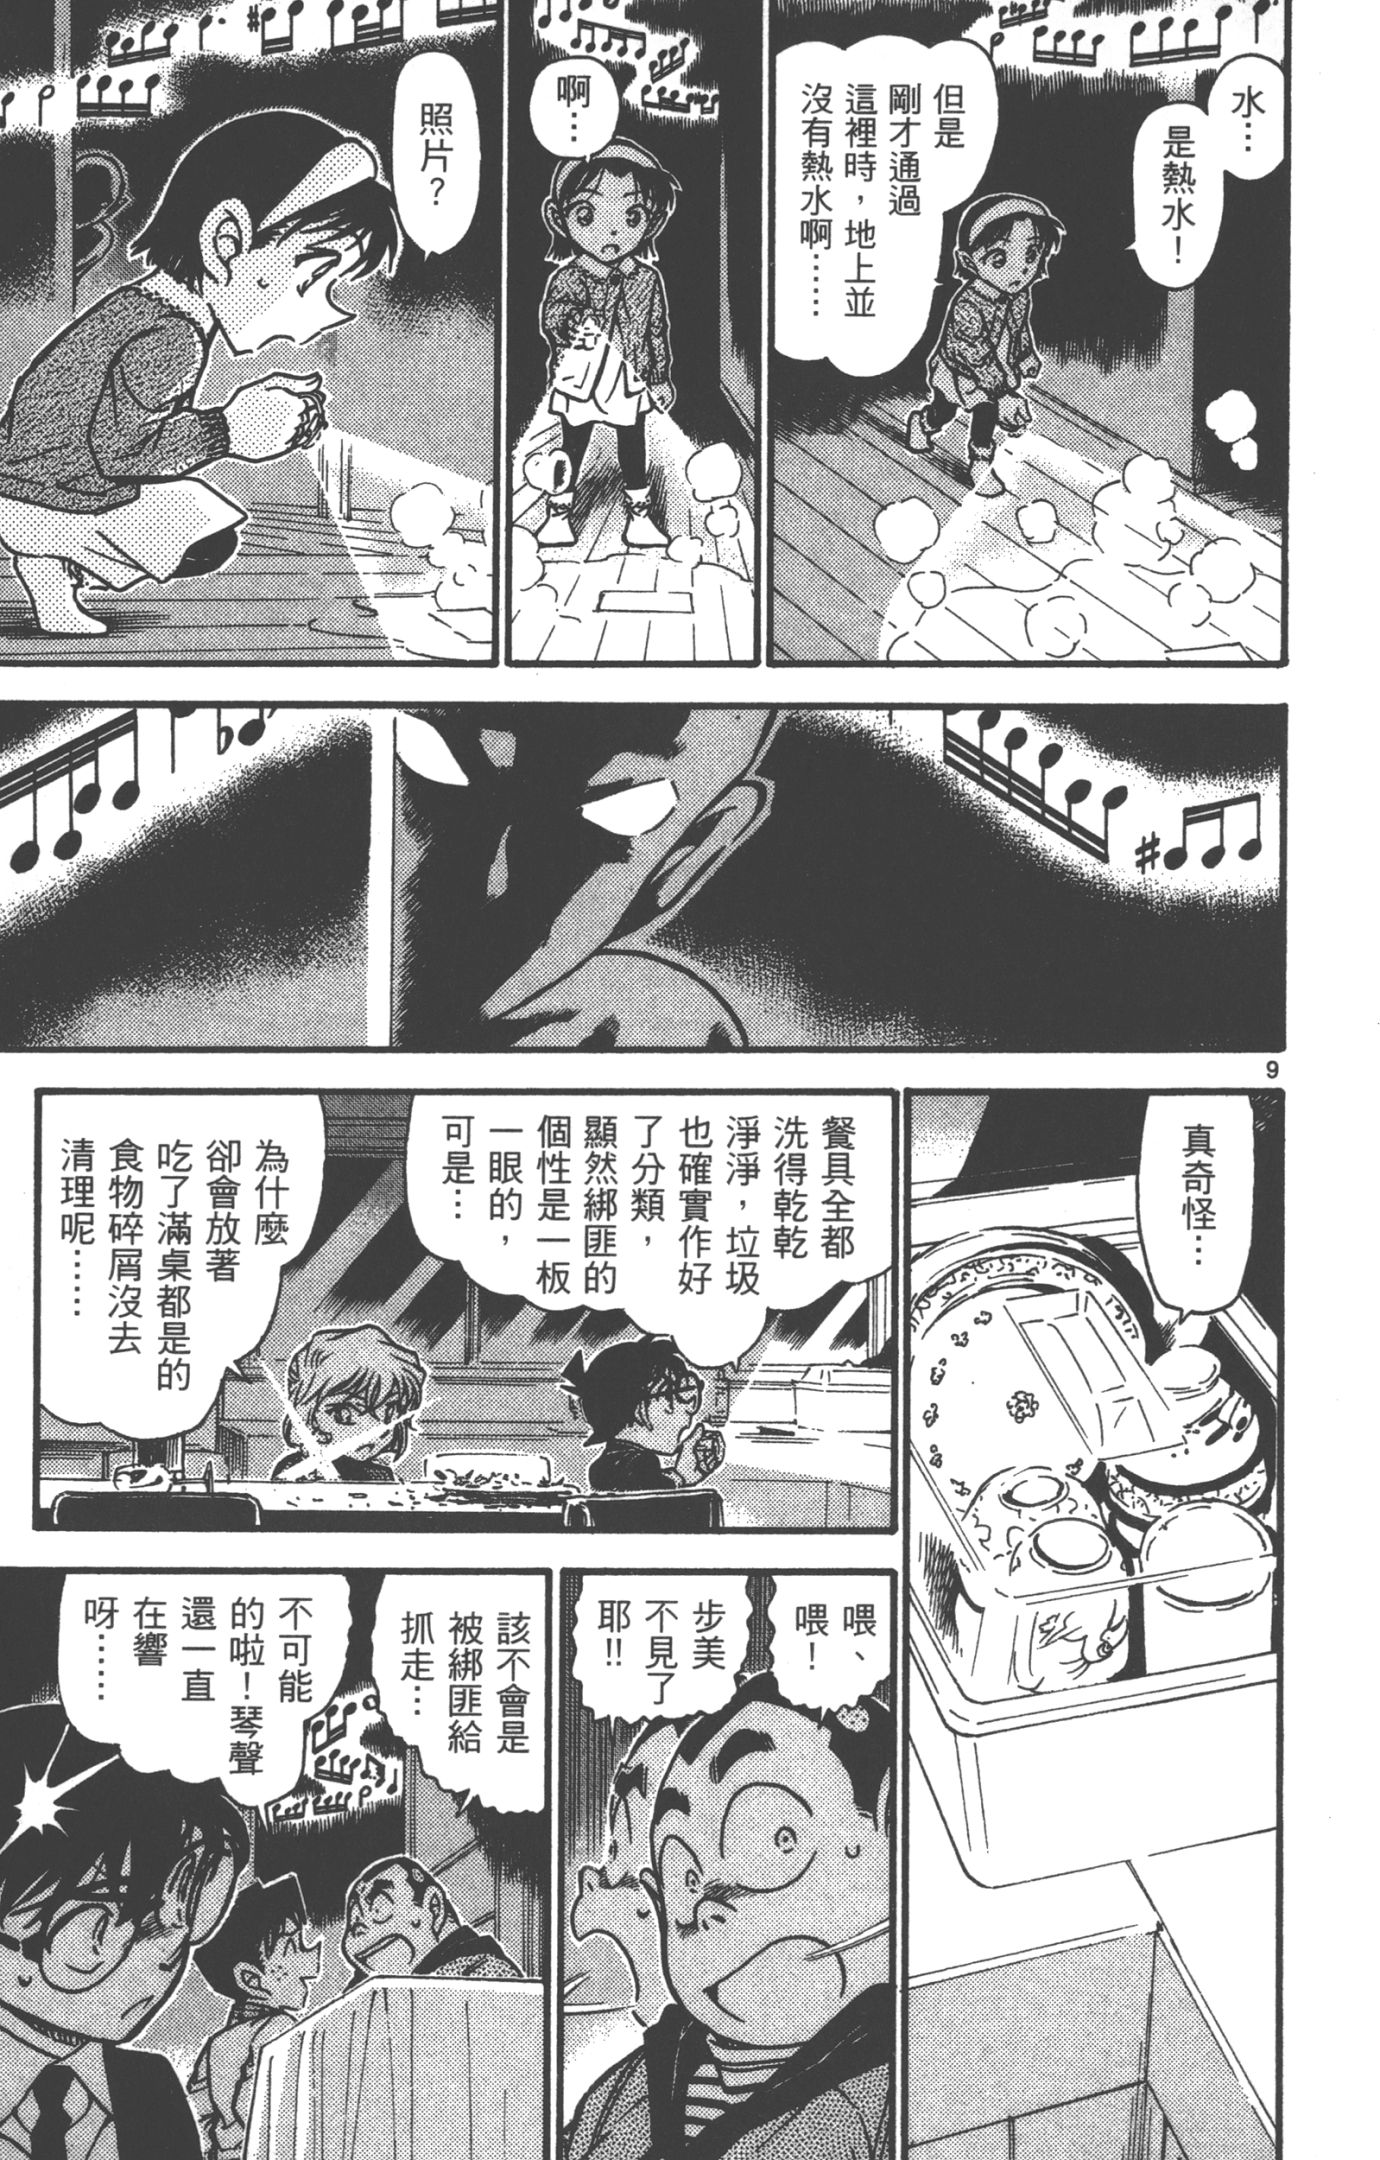 水…
是熱水！
但是
剛才通過
這裡時，地上並
沒有熱水啊……
啊…
照片？
9
真奇怪…
餐具全都
洗得乾乾
淨淨，垃圾
也確實作好
了分類，
顯然綁匪的
個性是一板
一眼的，
可是…
為什麼
卻會放著
吃了滿桌都是的
食物碎屑沒去
清理呢……
喂、
喂！
步美
不見了
耶!!
該不會是
被綁匪給
抓走…
不可能
的啦！琴聲
還一直
在響
呀……